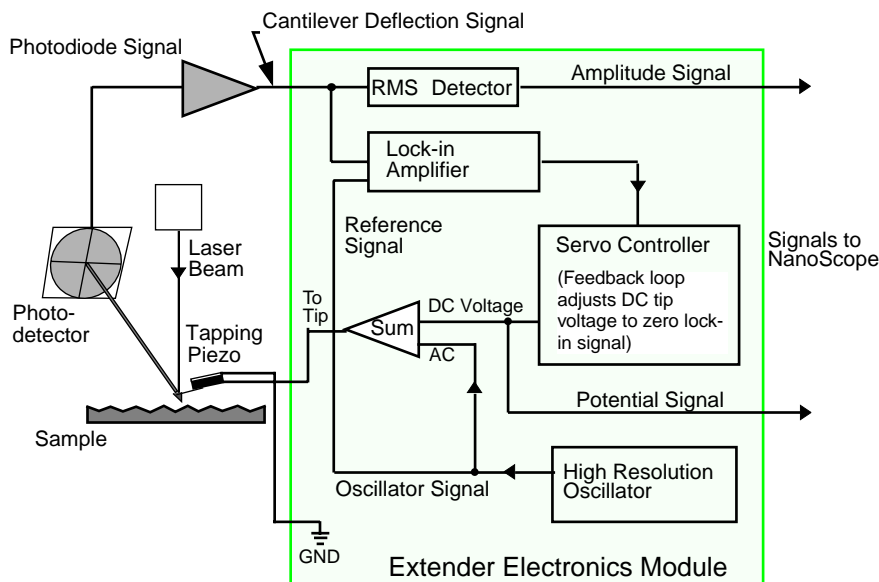 Cantilever Deflection Signal
Photodiode Signal
RMS Detector
Amplitude Signal
Lock-in
Amplifier
Reference
Signal
Laser
Beam
Servo Controller
(Feedback loop
adjusts DC tip
voltage to zero lock-
in signal)
Signals to
NanoScope
Photo-
detector
Tapping
Piezo
To
Tip
Sum
DC Voltage
AC
Potential Signal
Sample
Oscillator Signal
High Resolution
Oscillator
GND
Extender Electronics Module